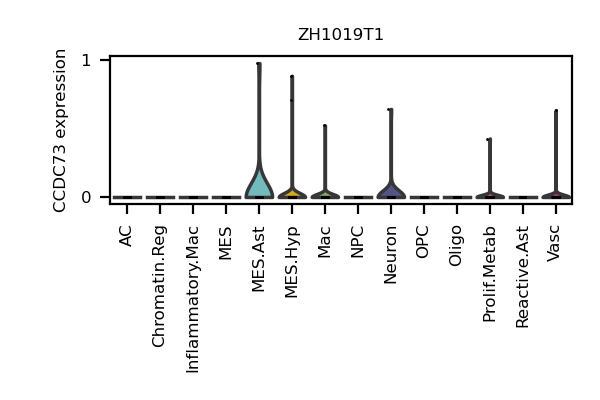 ZH1019T1
CCDC73 expression
1
0
AC
Chromatin.Reg
Inflammatory.Mac
MES
MES.Ast
MES.Hyp
Mac
NPC
Neuron
OPC
Oligo
Prolif.Metab
Reactive.Ast
Vasc